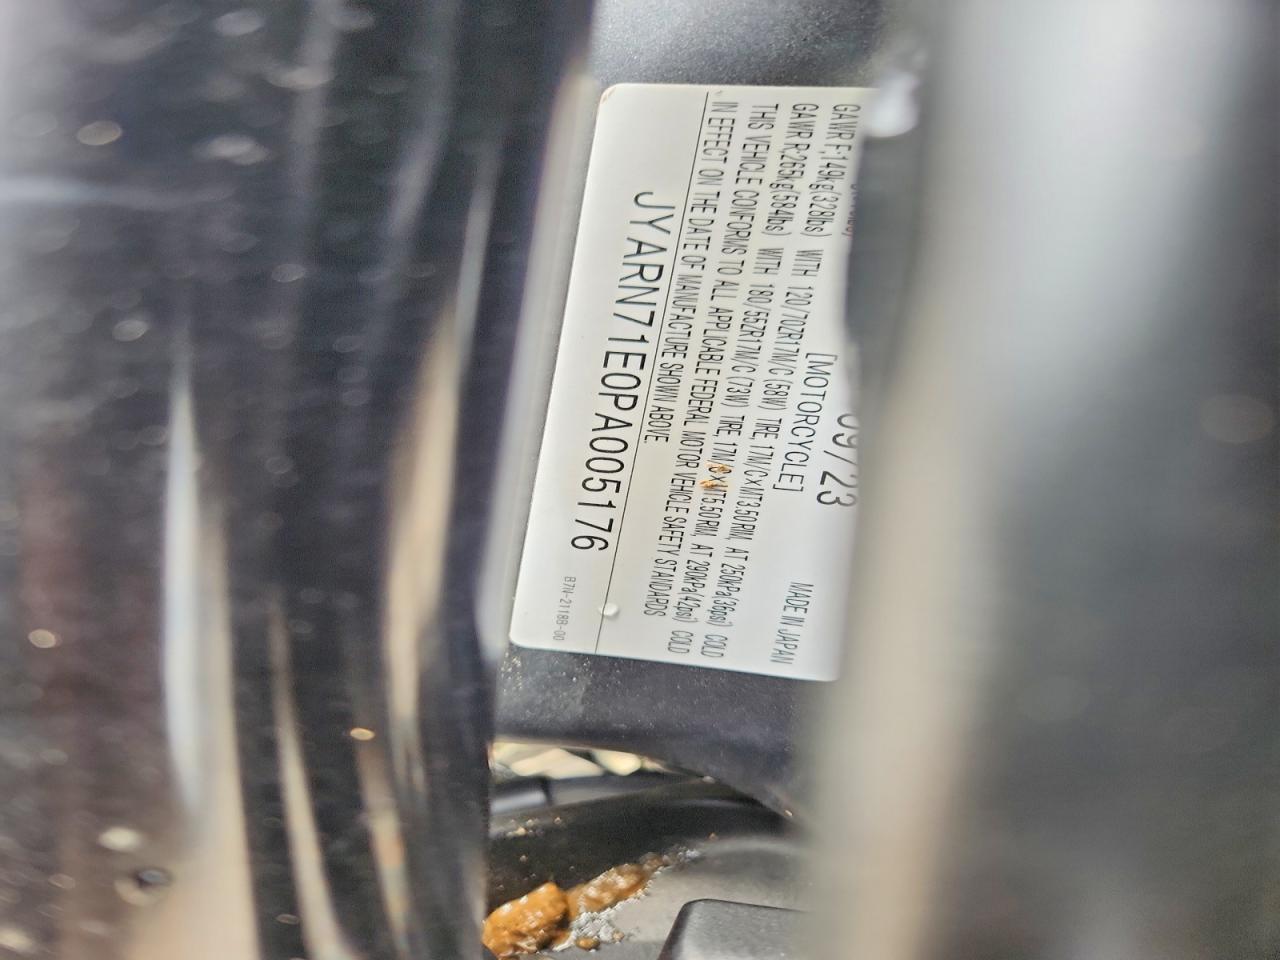 09/23
[MOTORCYCLE] MADE IN JAPAN
GAWR F:149kg(328lbs) WITH 120/70ZR17M/C (58W) TIRE, 17M/CXMT3.50RIM, AT 250kPa(36psi) COLD
GAWR R:265kg(584lbs) WITH 180/55ZR17M/C (73W) TIRE, 17M/CXMT5.50RIM, AT 290kPa(42psi) COLD
THIS VEHICLE CONFORMS TO ALL APPLICABLE FEDERAL MOTOR VEHICLE SAFETY STANDARDS
IN EFFECT ON THE DATE OF MANUFACTURE SHOWN ABOVE.
JYARN71E0PA005176
B7N-2118B-00